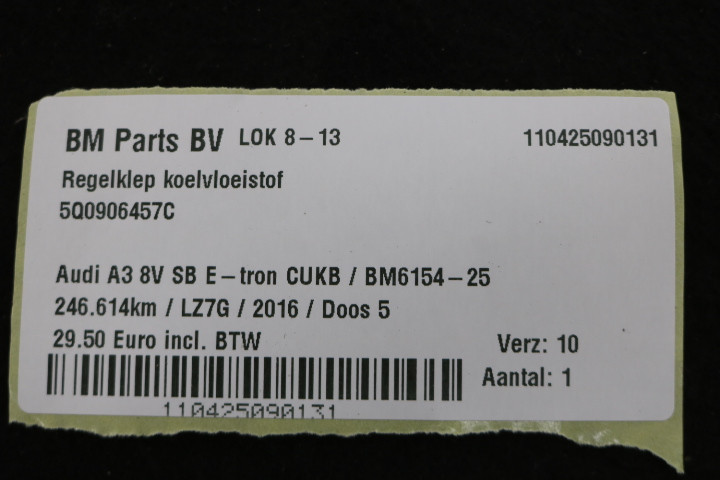 BM Parts BV LOK 8-13 110425090131
Regelklep koelvloeistof
5Q0906457C
Audi A3 8V SB E-tron CUKB / BM6154-25
246.614km / LZ7G / 2016 / Doos 5
29.50 Euro incl. BTW Verz: 10
Aantal: 1
110425090131